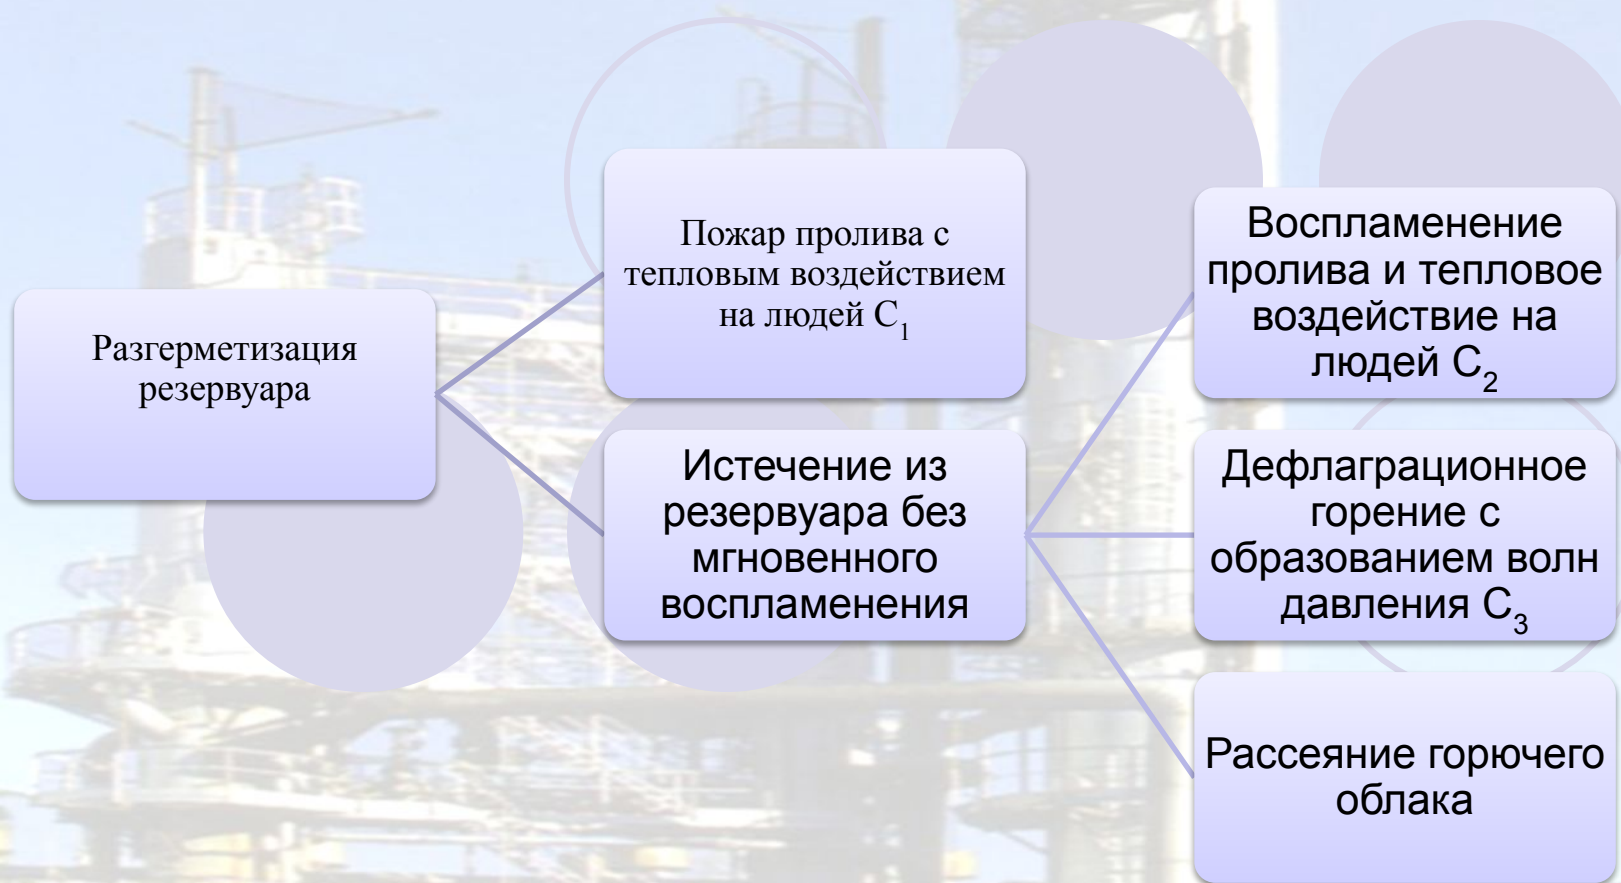 Разгерметизация
резервуара
Пожар пролива с
тепловым воздействием
на людей С₁
Истечение из
резервуара без
мгновенного
воспламенения
Воспламенение
пролива и тепловое
воздействие на
людей С₂
Дефлаграционное
горение с
образованием волн
давления С₃
Рассеяние горючего
облака